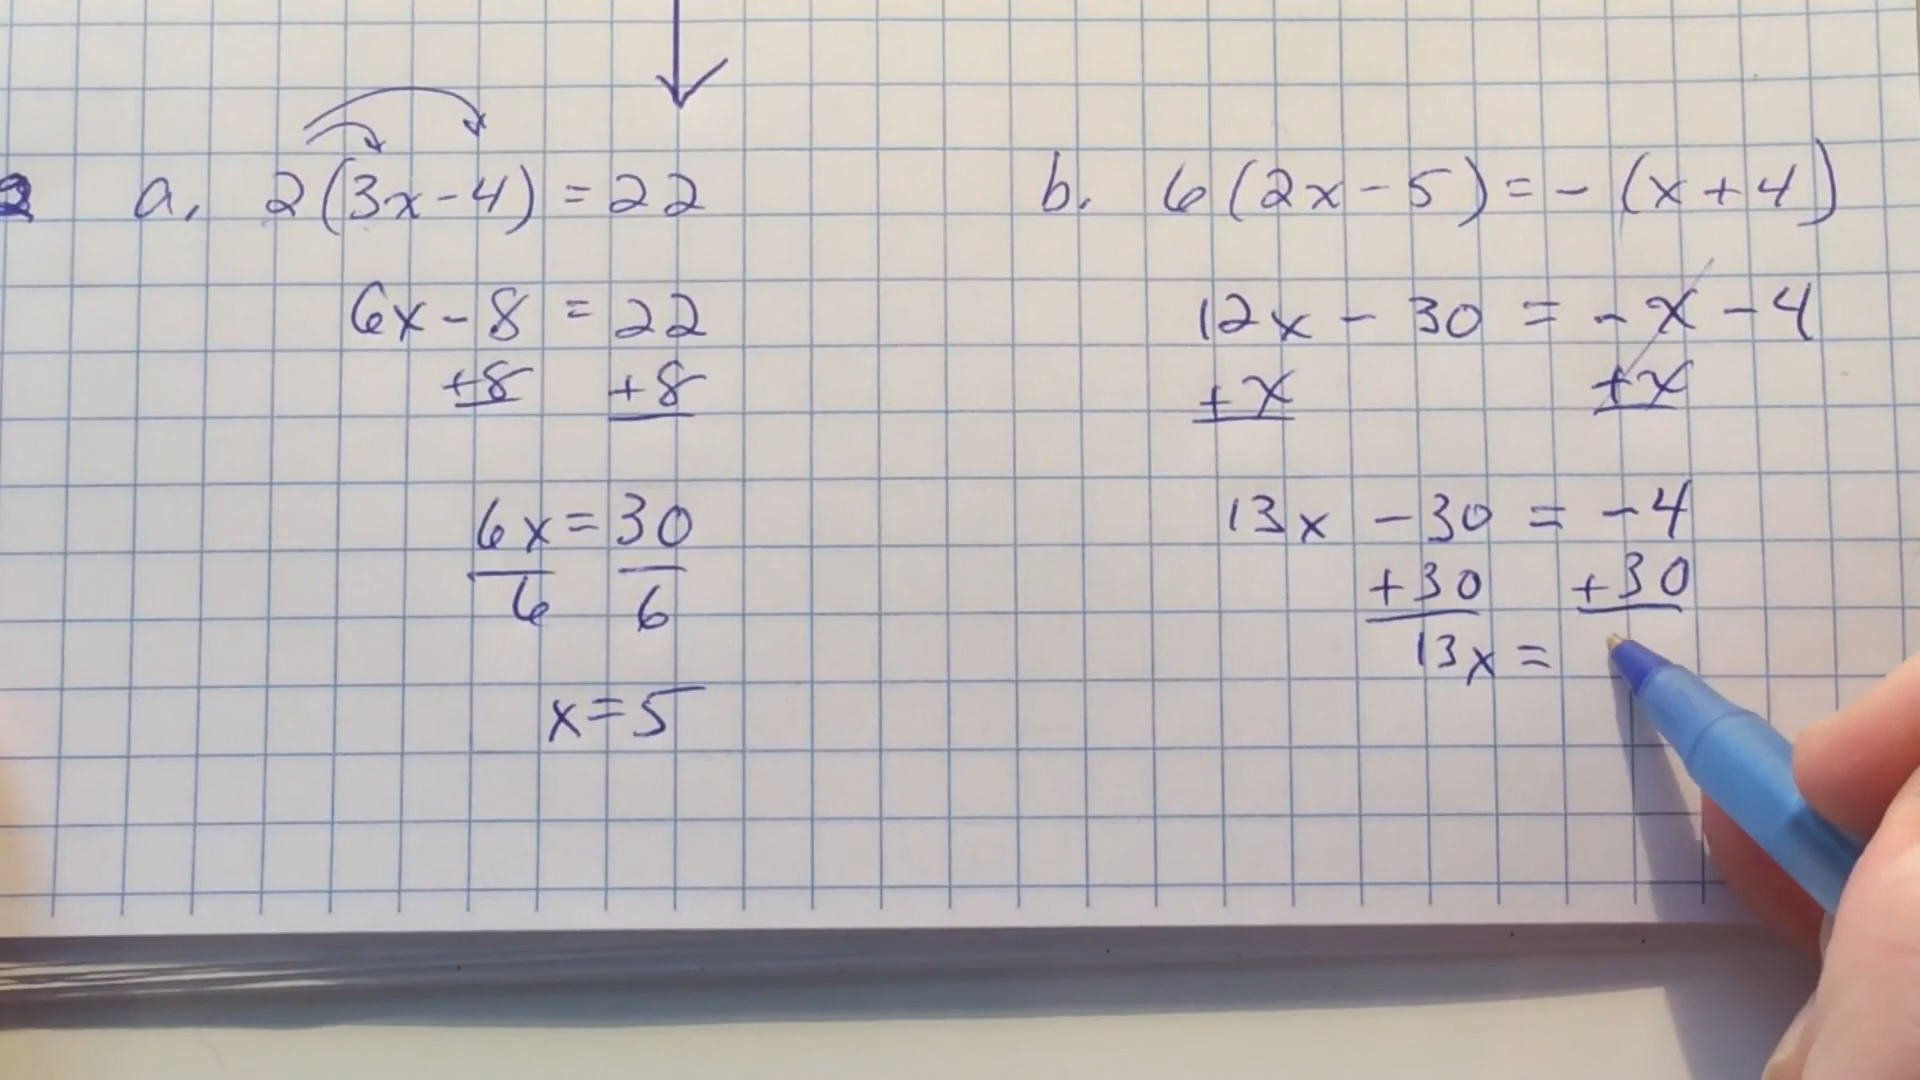 2 a. 2(3x-4) = 22
6x - 8 = 22
+8 +8
6x = 30
6 6
x = 5
b. 6(2x-5) = -(x+4)
12x - 30 = -x - 4
+x +x
13x - 30 = -4
+30 +30
13x =